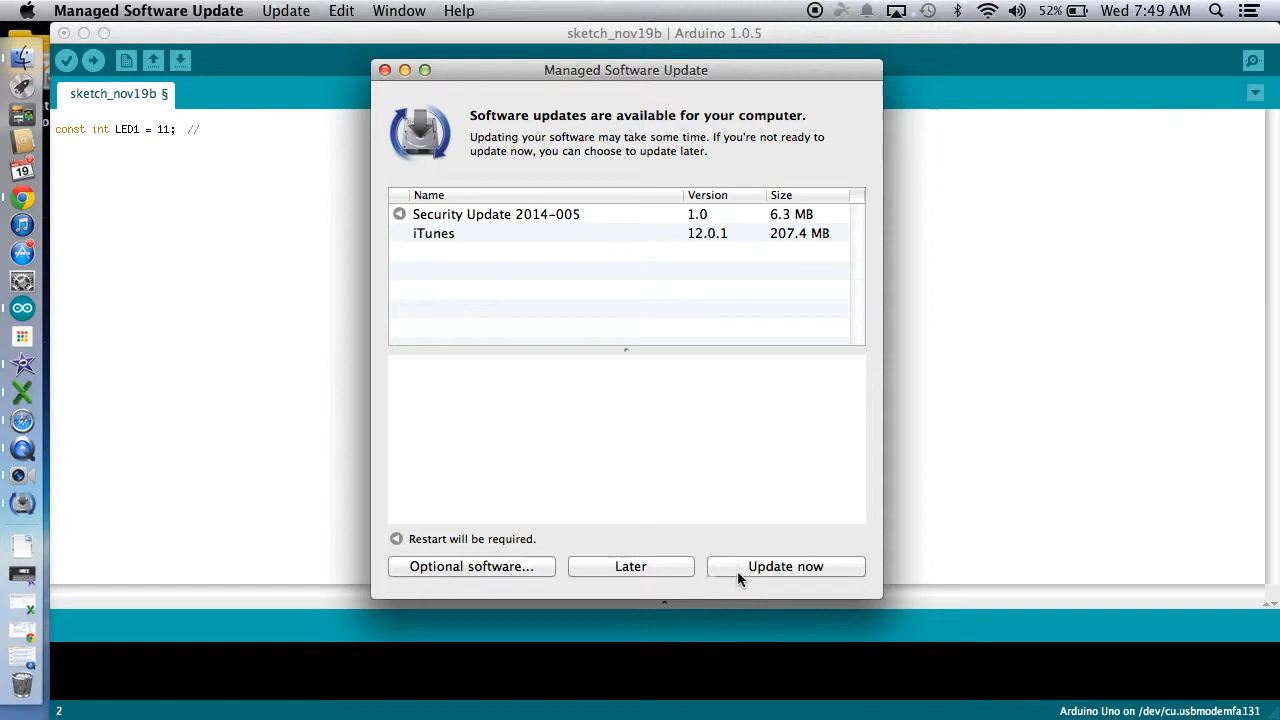 Managed Software Update Update Edit Window Help 52% Wed 7:49 AM
sketch_nov19b | Arduino 1.0.5
sketch_nov19b §
const int LED1 = 11; //
Managed Software Update
Software updates are available for your computer.
Updating your software may take some time. If you're not ready to
update now, you can choose to update later.
Name Version Size
Security Update 2014-005 1.0 6.3 MB
iTunes 12.0.1 207.4 MB
Restart will be required.
Optional software... Later Update now
19
2 Arduino Uno on /dev/cu.usbmodemfa131